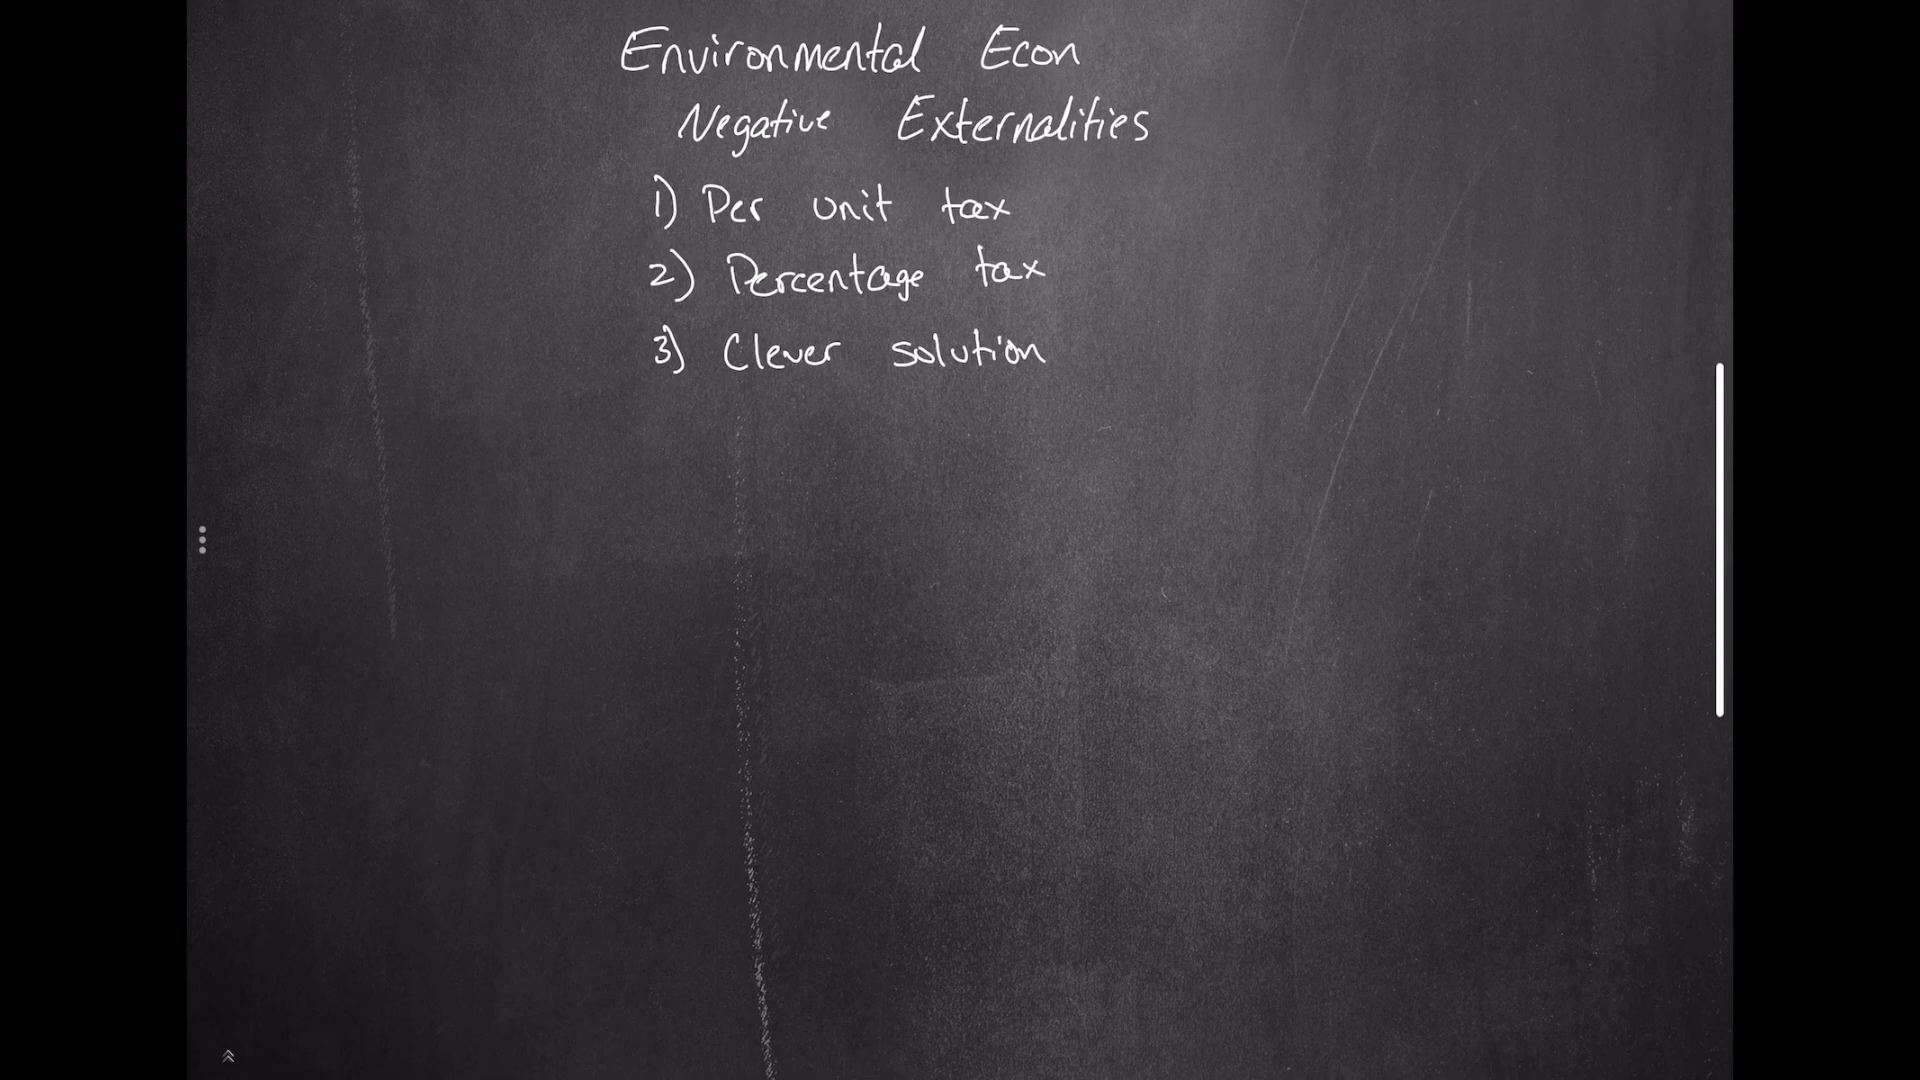 Environmental Econ
Negative Externalities
1) Per unit tax
2) Percentage tax
3) Clever solution